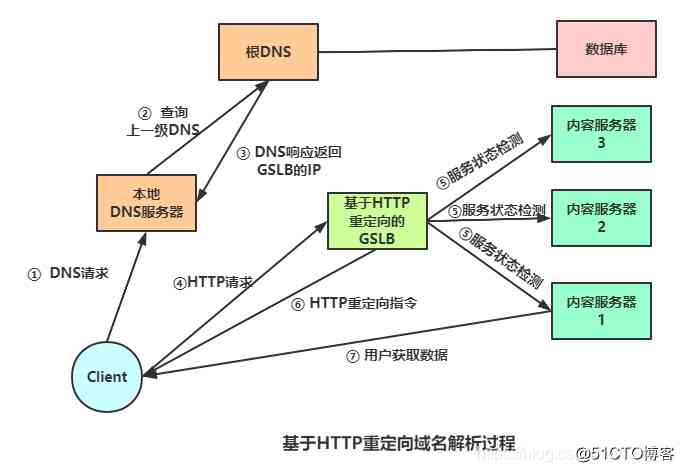 根DNS
数据库
② 查询
上一级DNS
③ DNS响应返回
GSLB的IP
内容服务器
3
⑤服务状态检测
本地
DNS服务器
基于HTTP
重定向的
GSLB
⑤服务状态检测
内容服务器
2
⑤服务状态检测
① DNS请求
④HTTP请求
⑥ HTTP重定向指令
内容服务器
1
⑦ 用户获取数据
Client
基于HTTP重定向域名解析过程
@51CTO博客